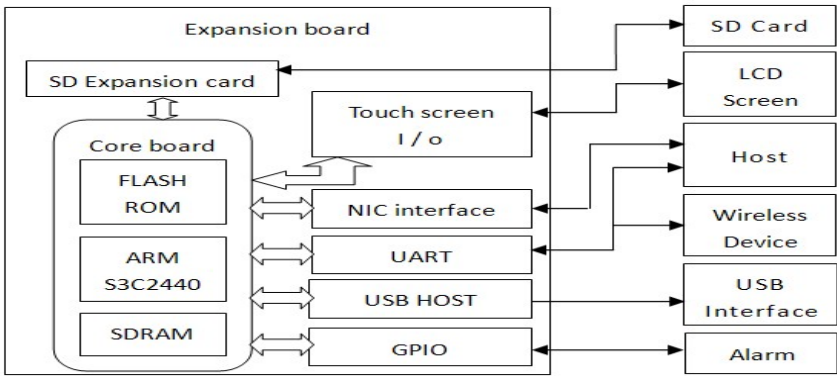 Expansion board
SD Expansion card
Touch screen
I / o
Core board
FLASH
ROM
NIC interface
ARM
S3C2440
UART
USB HOST
SDRAM
GPIO
SD Card
LCD
Screen
Host
Wireless
Device
USB
Interface
Alarm